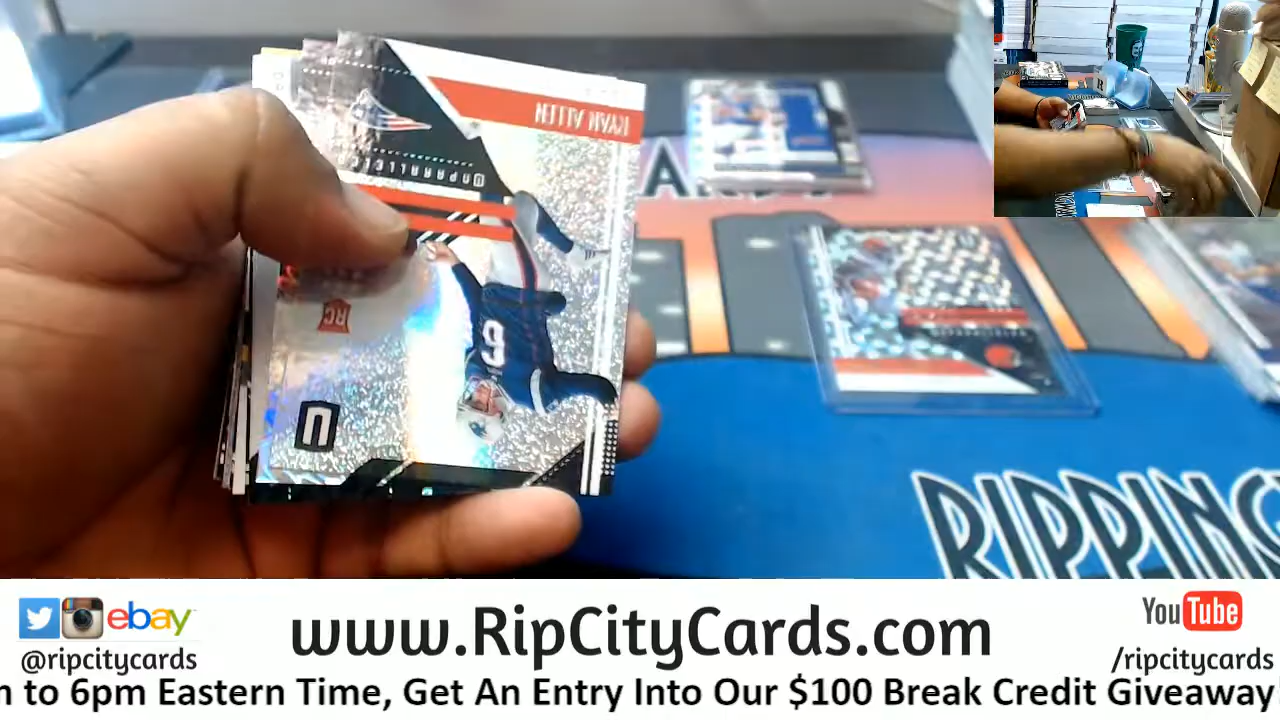 RYAN ALLEN
UNPARALLELED
RC
6
U
RIPPING
ebay
@ripcitycards
www.RipCityCards.com
YouTube
/ripcitycards
to 6pm Eastern Time, Get An Entry Into Our $100 Break Credit Giveaway!